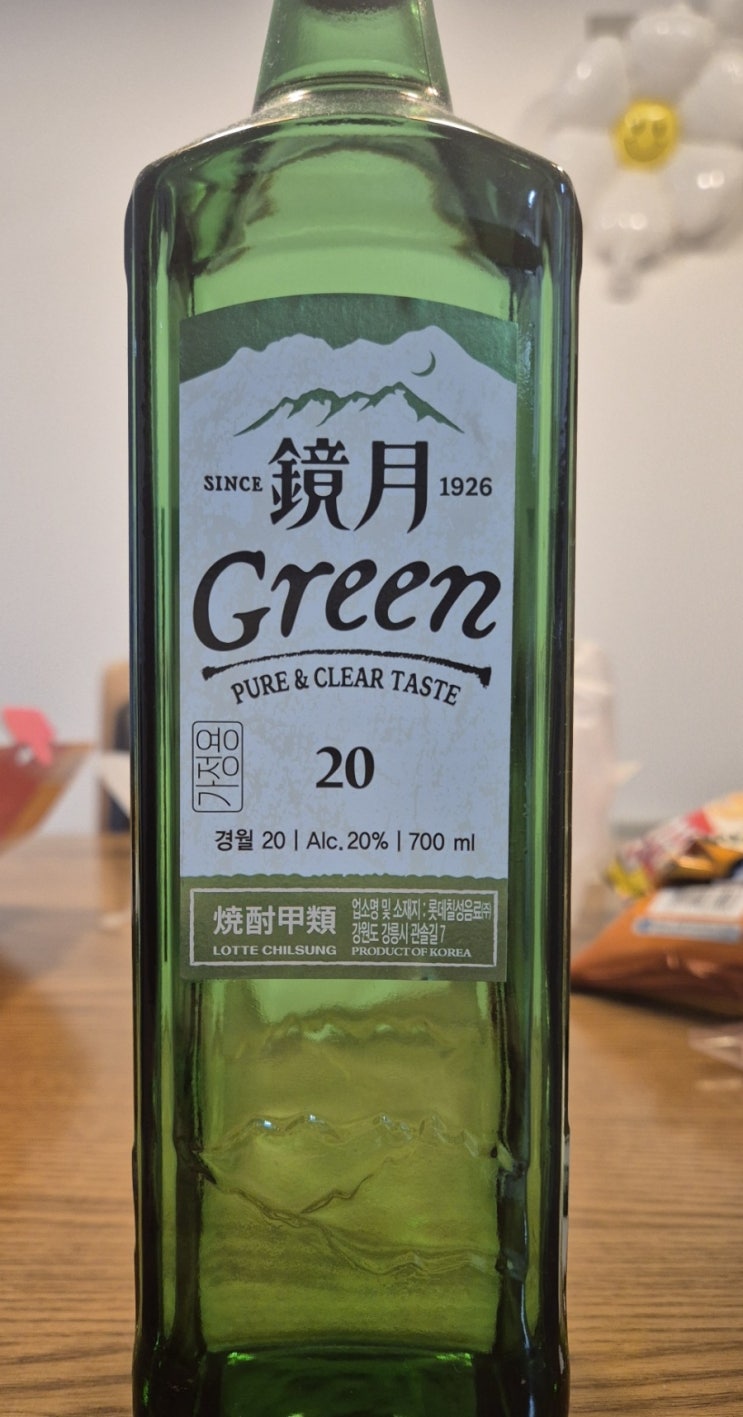 SINCE 鏡月 1926
Green
PURE & CLEAR TASTE
가정용
20
경월 20 | Alc. 20% | 700 ml
焼酎甲類
LOTTE CHILSUNG
업소명 및 소재지 : 롯데칠성음료㈜
강원도 강릉시 관솔길 7
PRODUCT OF KOREA